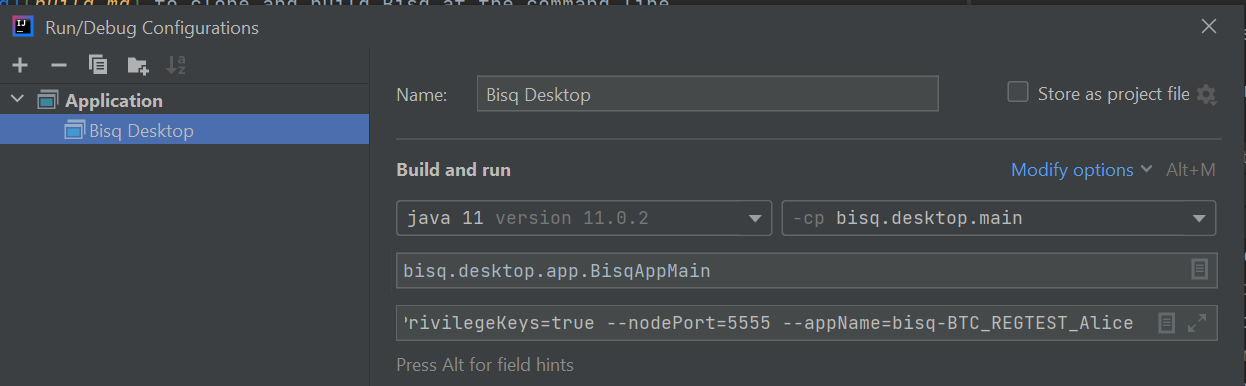 build.md] to clone and build Bisq at the command line
Run/Debug Configurations
Application
Bisq Desktop
Name:
Bisq Desktop
Store as project file
Build and run
Modify options
Alt+M
java 11 version 11.0.2
-cp bisq.desktop.main
bisq.desktop.app.BisqAppMain
rivilegeKeys=true --nodePort=5555 --appName=bisq-BTC_REGTEST_Alice
Press Alt for field hints